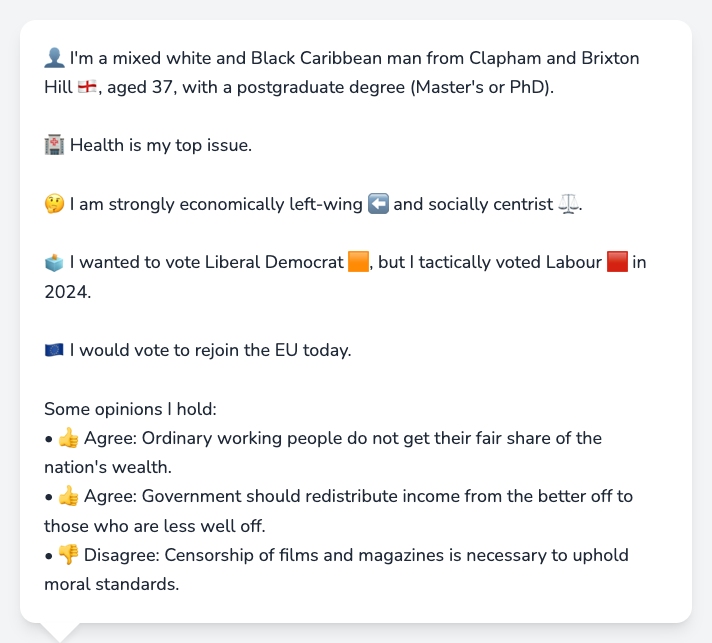 👤 I'm a mixed white and Black Caribbean man from Clapham and Brixton
Hill 🏴󠁧󠁢󠁥󠁮󠁧󠁿, aged 37, with a postgraduate degree (Master's or PhD).
🏥 Health is my top issue.
🤔 I am strongly economically left-wing ⬅️ and socially centrist ⚖️.
🗳️ I wanted to vote Liberal Democrat 🟧, but I tactically voted Labour 🟥 in
2024.
🇪🇺 I would vote to rejoin the EU today.
Some opinions I hold:
• 👍 Agree: Ordinary working people do not get their fair share of the
nation's wealth.
• 👍 Agree: Government should redistribute income from the better off to
those who are less well off.
• 👎 Disagree: Censorship of films and magazines is necessary to uphold
moral standards.